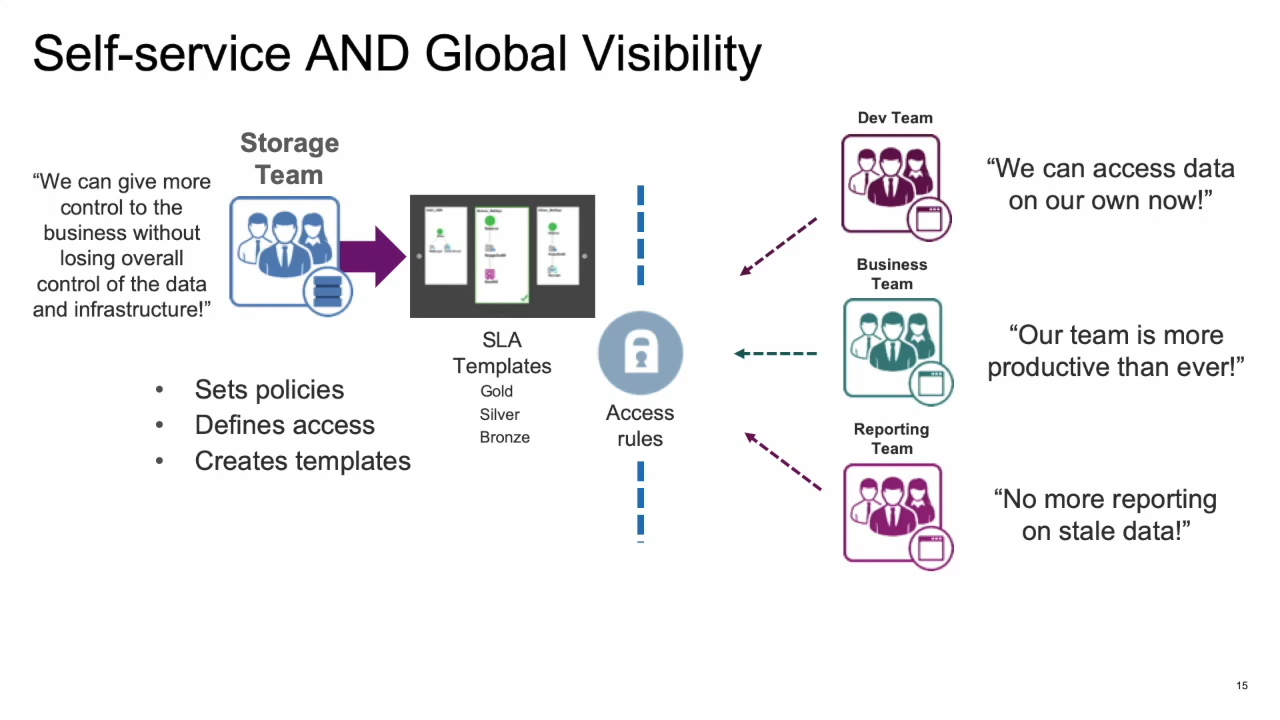 Self-service AND Global Visibility
Storage
Team
“We can give more
control to the
business without
losing overall
control of the data
and infrastructure!”
• Sets policies
• Defines access
• Creates templates
SLA
Templates
Gold
Silver
Bronze
Access
rules
Dev Team
“We can access data
on our own now!”
Business
Team
“Our team is more
productive than ever!”
Reporting
Team
“No more reporting
on stale data!”
15